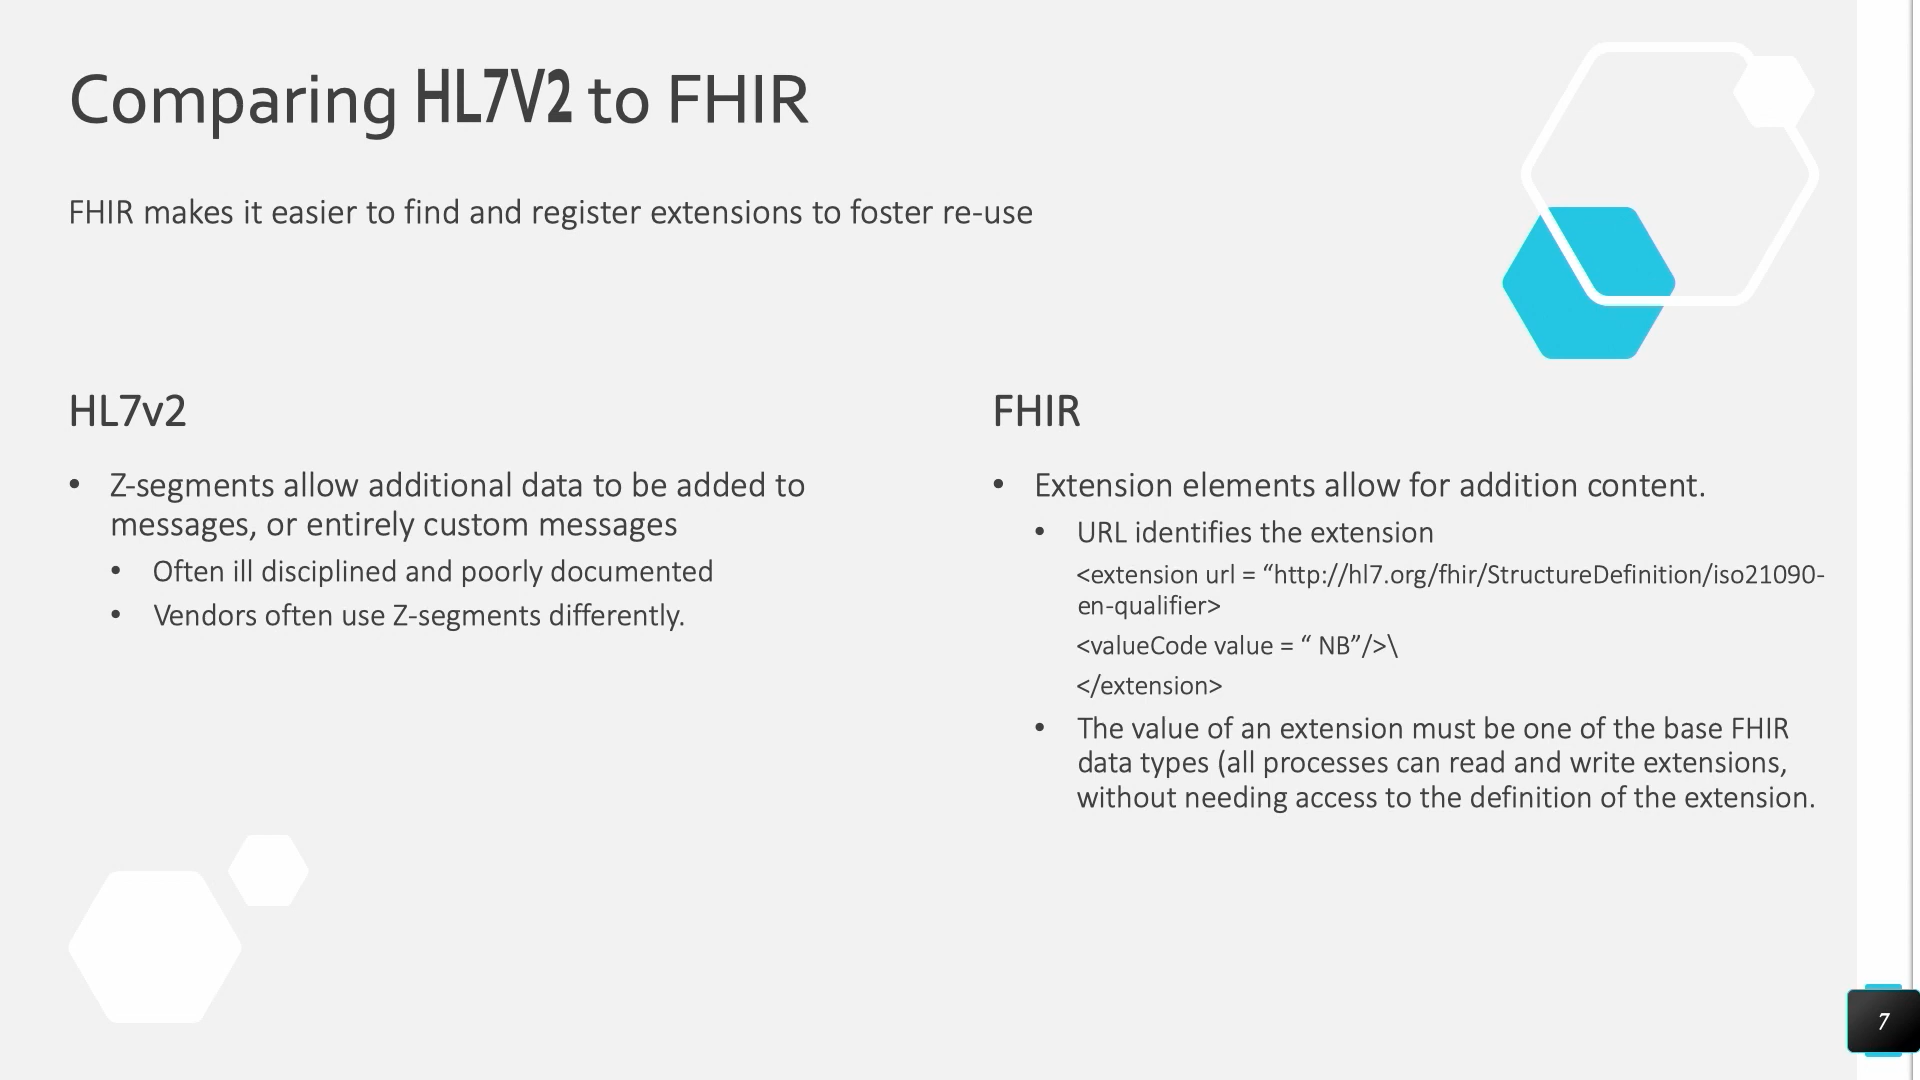 Comparing HL7V2 to FHIR
FHIR makes it easier to find and register extensions to foster re-use
HL7v2
• Z-segments allow additional data to be added to
messages, or entirely custom messages
• Often ill disciplined and poorly documented
• Vendors often use Z-segments differently.
FHIR
• Extension elements allow for addition content.
• URL identifies the extension
<extension url = “http://hl7.org/fhir/StructureDefinition/iso21090-
en-qualifier>
<valueCode value = “ NB”/>\
</extension>
• The value of an extension must be one of the base FHIR
data types (all processes can read and write extensions,
without needing access to the definition of the extension.
7